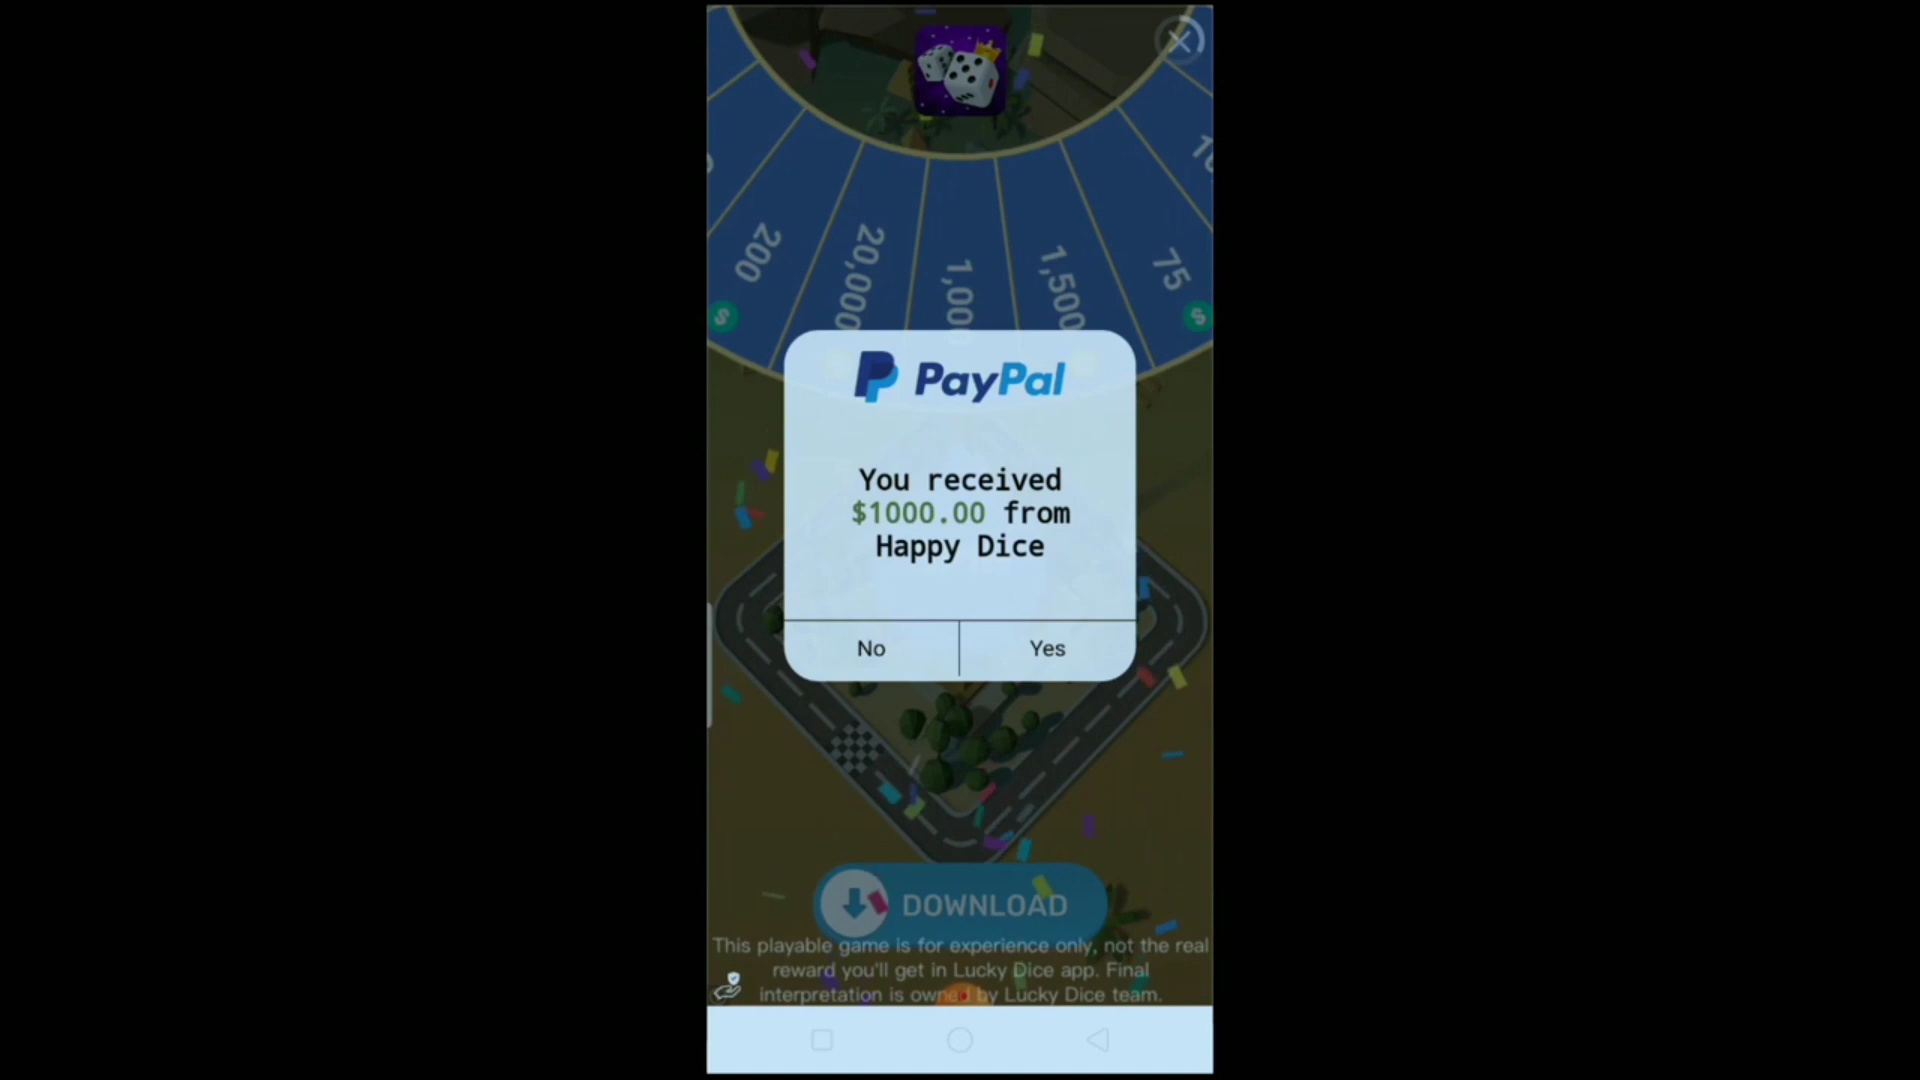 200
20,000
1,000
1,500
75
$
$
PayPal
You received
$1000.00 from
Happy Dice
No
Yes
DOWNLOAD
This playable game is for experience only, not the real
reward you'll get in Lucky Dice app. Final
interpretation is owned by Lucky Dice team.